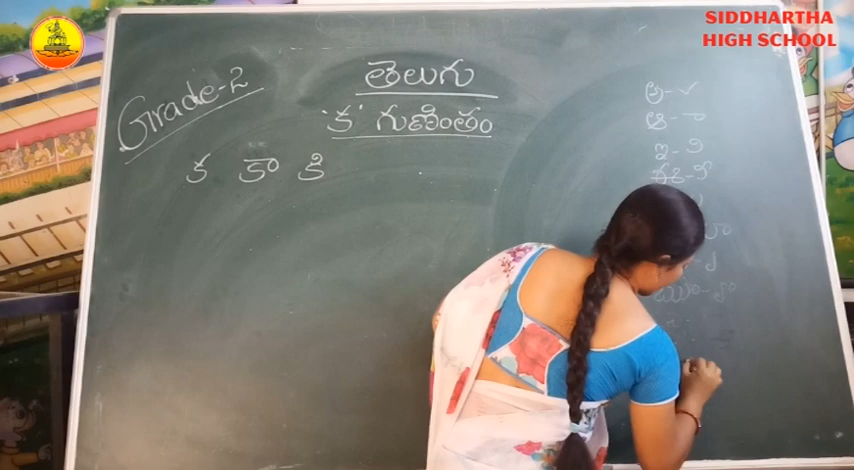 SIDDHARTHA
HIGH SCHOOL
Grade-2
తెలుగు
'క' గుణింతం
క కా కి
అ - ✓
ఆ - ా
ఇ - ి
ఈ - ీ